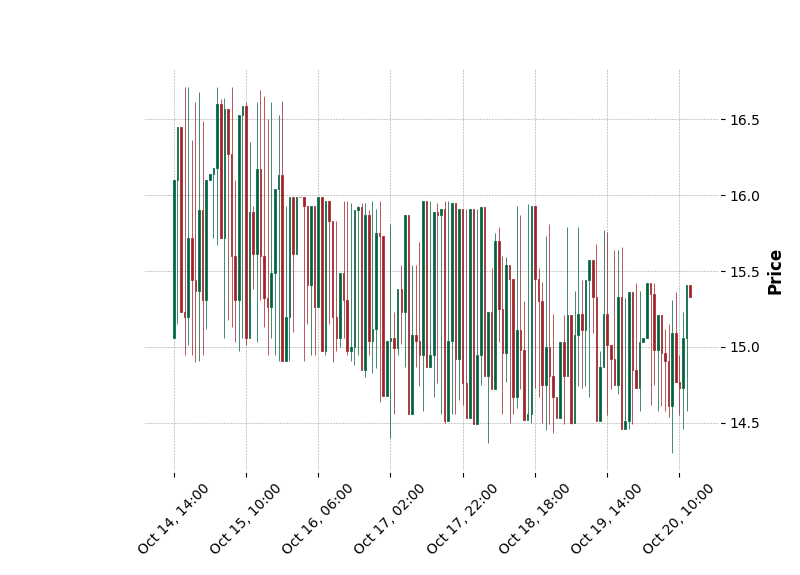 16.5
16.0
15.5
15.0
14.5
Price
Oct 14, 14:00
Oct 15, 10:00
Oct 16, 06:00
Oct 17, 02:00
Oct 17, 22:00
Oct 18, 18:00
Oct 19, 14:00
Oct 20, 10:00